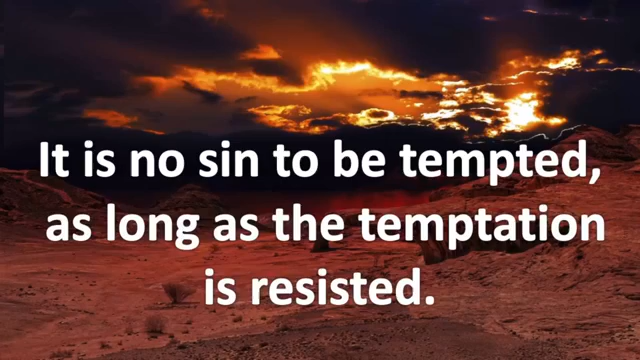 It is no sin to be tempted,
as long as the temptation
is resisted.